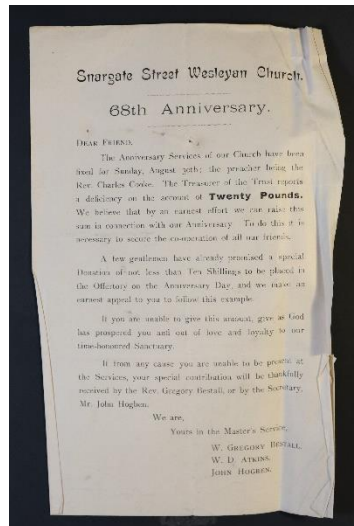 Snargate Street Wesleyan Church.
68th Anniversary.
DEAR FRIEND,
The Anniversary Services of our Church have been
fixed for Sunday, August 30th; the preacher being the
Rev. Charles Cooke. The Treasurer of the Trust reports
a deficiency on the account of Twenty Pounds.
We believe that by an earnest effort we can raise this
sum in connection with our Anniversary. To do this it is
necessary to secure the co-operation of all our friends.
A few gentlemen have already promised a special
Donation of not less than Ten Shillings to be placed in
the Offertory on the Anniversary Day, and we make an
earnest appeal to you to follow this example.
If you are unable to give this amount, give as God
has prospered you and out of love and loyalty to our
time-honoured Sanctuary.
If from any cause you are unable to be present at
the Services, your special contribution will be thankfully
received by the Rev. Gregory Bestall, or by the Secretary,
Mr. John Hogben.
We are,
Yours in the Master's Service,
W. GREGORY BESTALL,
W. D. ATKINS,
JOHN HOGBEN.